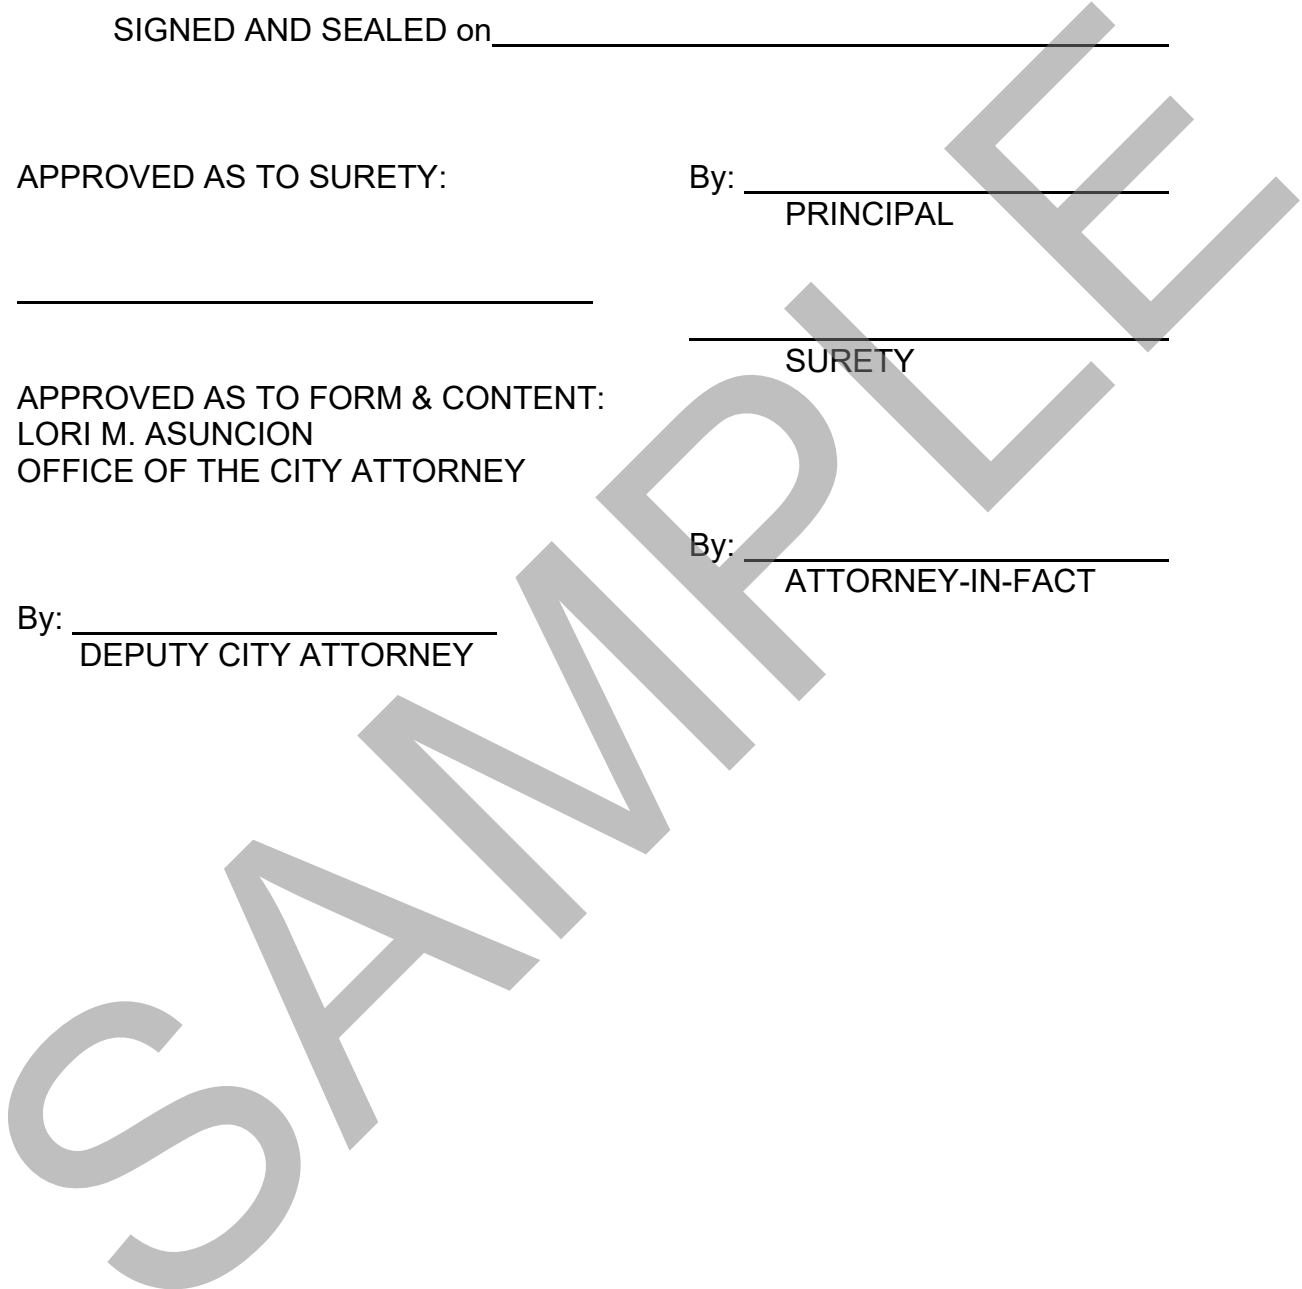 SIGNED AND SEALED on
APPROVED AS TO SURETY:
By:
PRINCIPAL
SURETY
APPROVED AS TO FORM & CONTENT:
LORI M. ASUNCION
OFFICE OF THE CITY ATTORNEY
By:
ATTORNEY-IN-FACT
By:
DEPUTY CITY ATTORNEY
SAMPLE